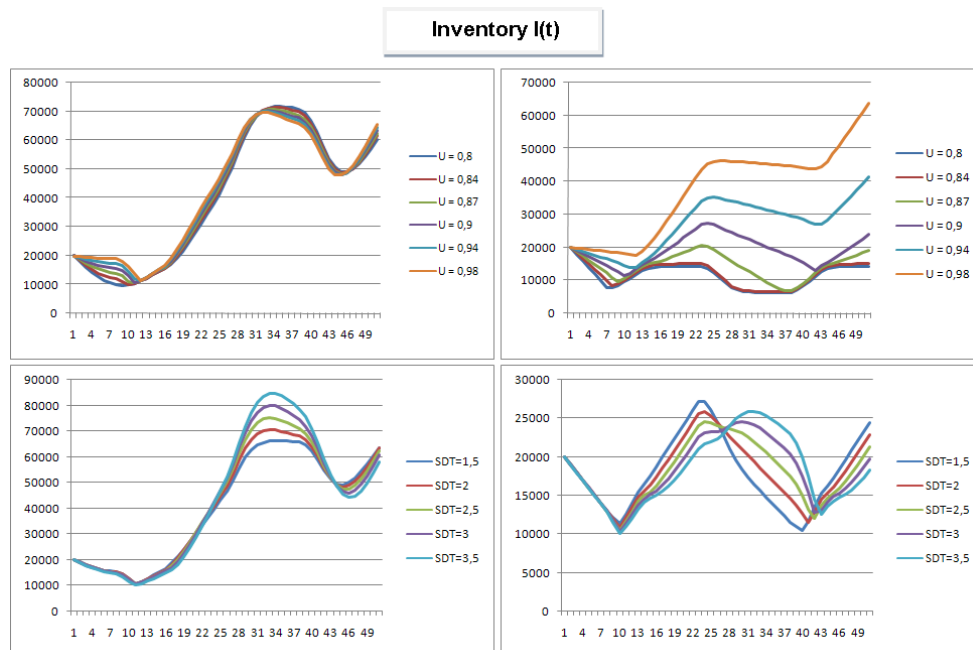 Inventory I(t)
80000
70000
60000
50000
40000
30000
20000
10000
0
1 4 7 10 13 16 19 22 25 28 31 34 37 40 43 46 49
U = 0,8
U = 0,84
U = 0,87
U = 0,9
U = 0,94
U = 0,98
70000
60000
50000
40000
30000
20000
10000
0
1 4 7 10 13 16 19 22 25 28 31 34 37 40 43 46 49
U = 0,8
U = 0,84
U = 0,87
U = 0,9
U = 0,94
U = 0,98
90000
80000
70000
60000
50000
40000
30000
20000
10000
0
1 4 7 10 13 16 19 22 25 28 31 34 37 40 43 46 49
SDT=1,5
SDT=2
SDT=2,5
SDT=3
SDT=3,5
30000
25000
20000
15000
10000
5000
0
1 4 7 10 13 16 19 22 25 28 31 34 37 40 43 46 49
SDT=1,5
SDT=2
SDT=2,5
SDT=3
SDT=3,5